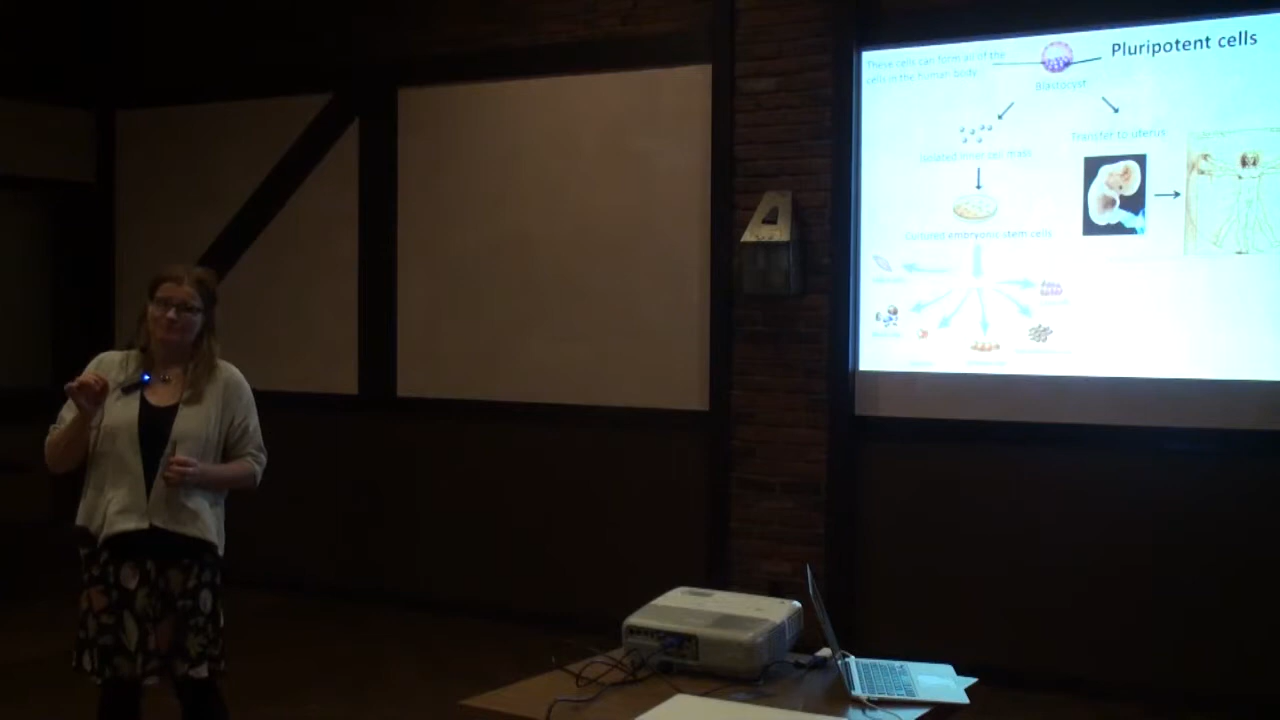 Pluripotent cells
These cells can form all of the
cells in the human body
Blastocyst
Transfer to uterus
Isolated inner cell mass
Cultured embryonic stem cells